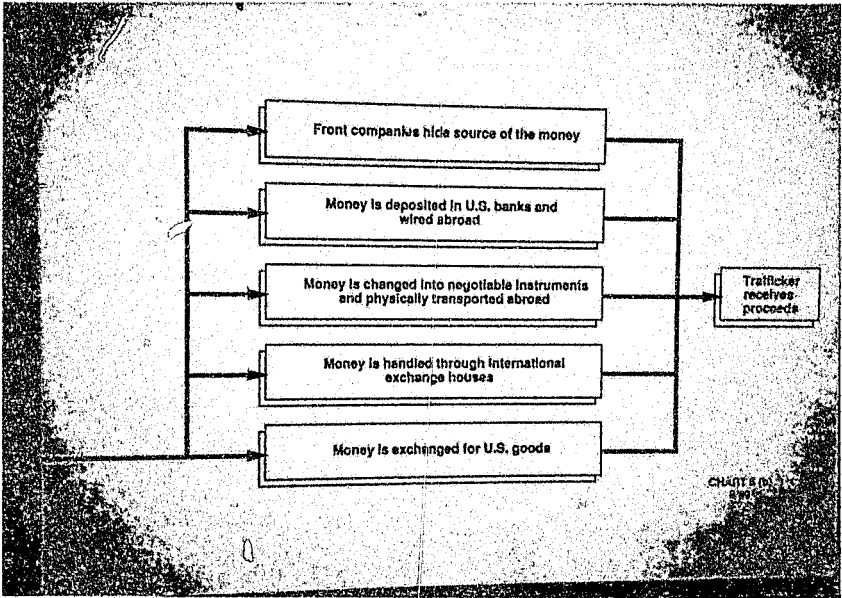 Front companies hide source of the money
Money is deposited in U.S. banks and
wired abroad
Money is changed into negotiable instruments
and physically transported abroad
Money is handled through international
exchange houses
Money is exchanged for U.S. goods
Trafficker
receives
proceeds
CHART 5 (b)